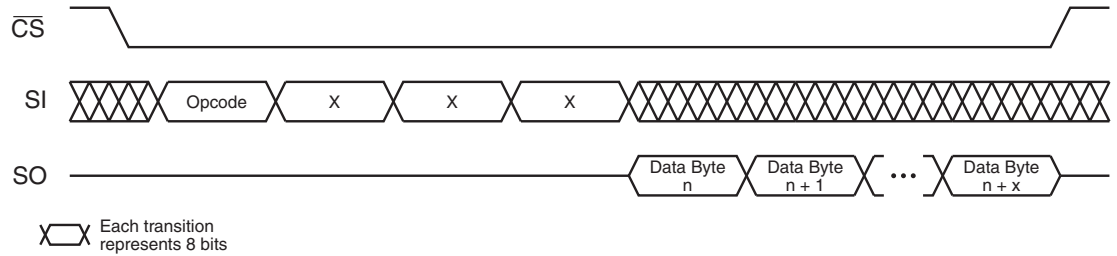 CS
SI
Opcode
X
X
X
SO
Data Byte
n
Data Byte
n + 1
•••
Data Byte
n + x
Each transition
represents 8 bits